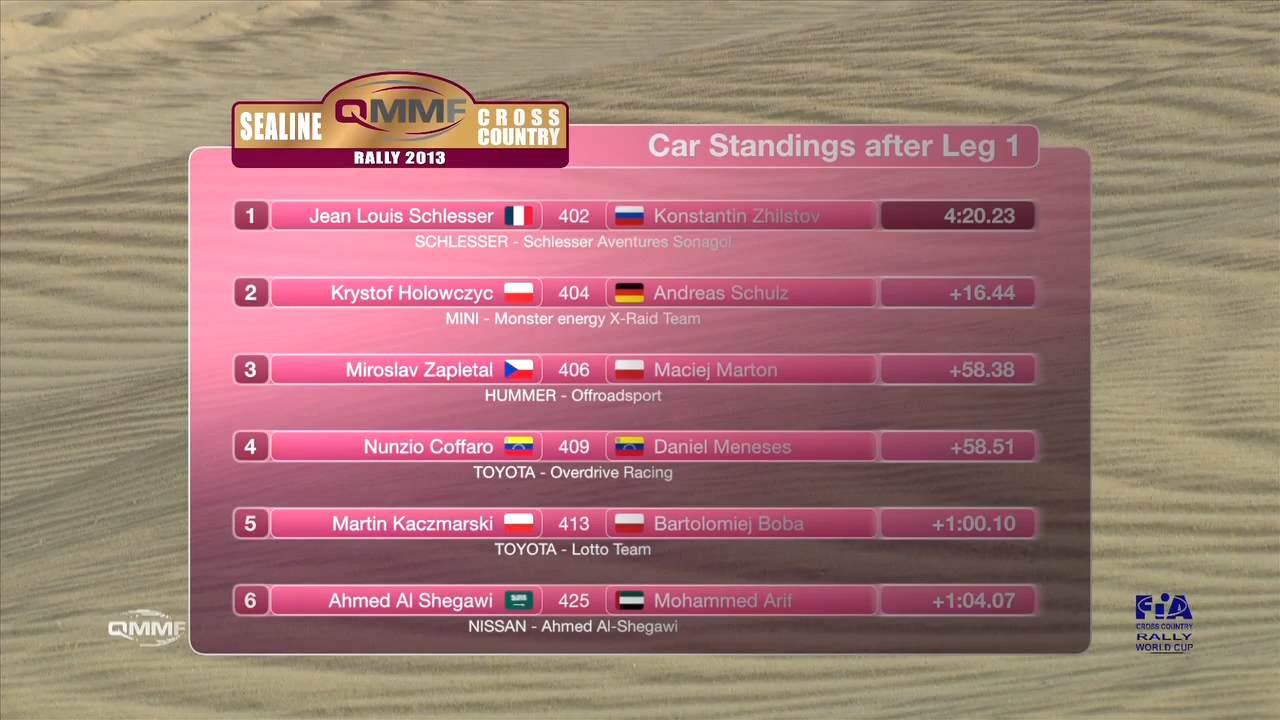 QMMF
SEALINE
CROSS
COUNTRY
RALLY 2013
Car Standings after Leg 1
1 Jean Louis Schlesser 402 Konstantin Zhilstov 4:20.23
SCHLESSER - Schlesser Aventures Sonagol
2 Krystof Holowczyc 404 Andreas Schulz +16.44
MINI - Monster energy X-Raid Team
3 Miroslav Zapletal 406 Maciej Marton +58.38
HUMMER - Offroadsport
4 Nunzio Coffaro 409 Daniel Meneses +58.51
TOYOTA - Overdrive Racing
5 Martin Kaczmarski 413 Bartolomiej Boba +1:00.10
TOYOTA - Lotto Team
6 Ahmed Al Shegawi 425 Mohammed Arif +1:04.07
NISSAN - Ahmed Al-Shegawi
QMMF
FIA
CROSS COUNTRY
RALLY
WORLD CUP